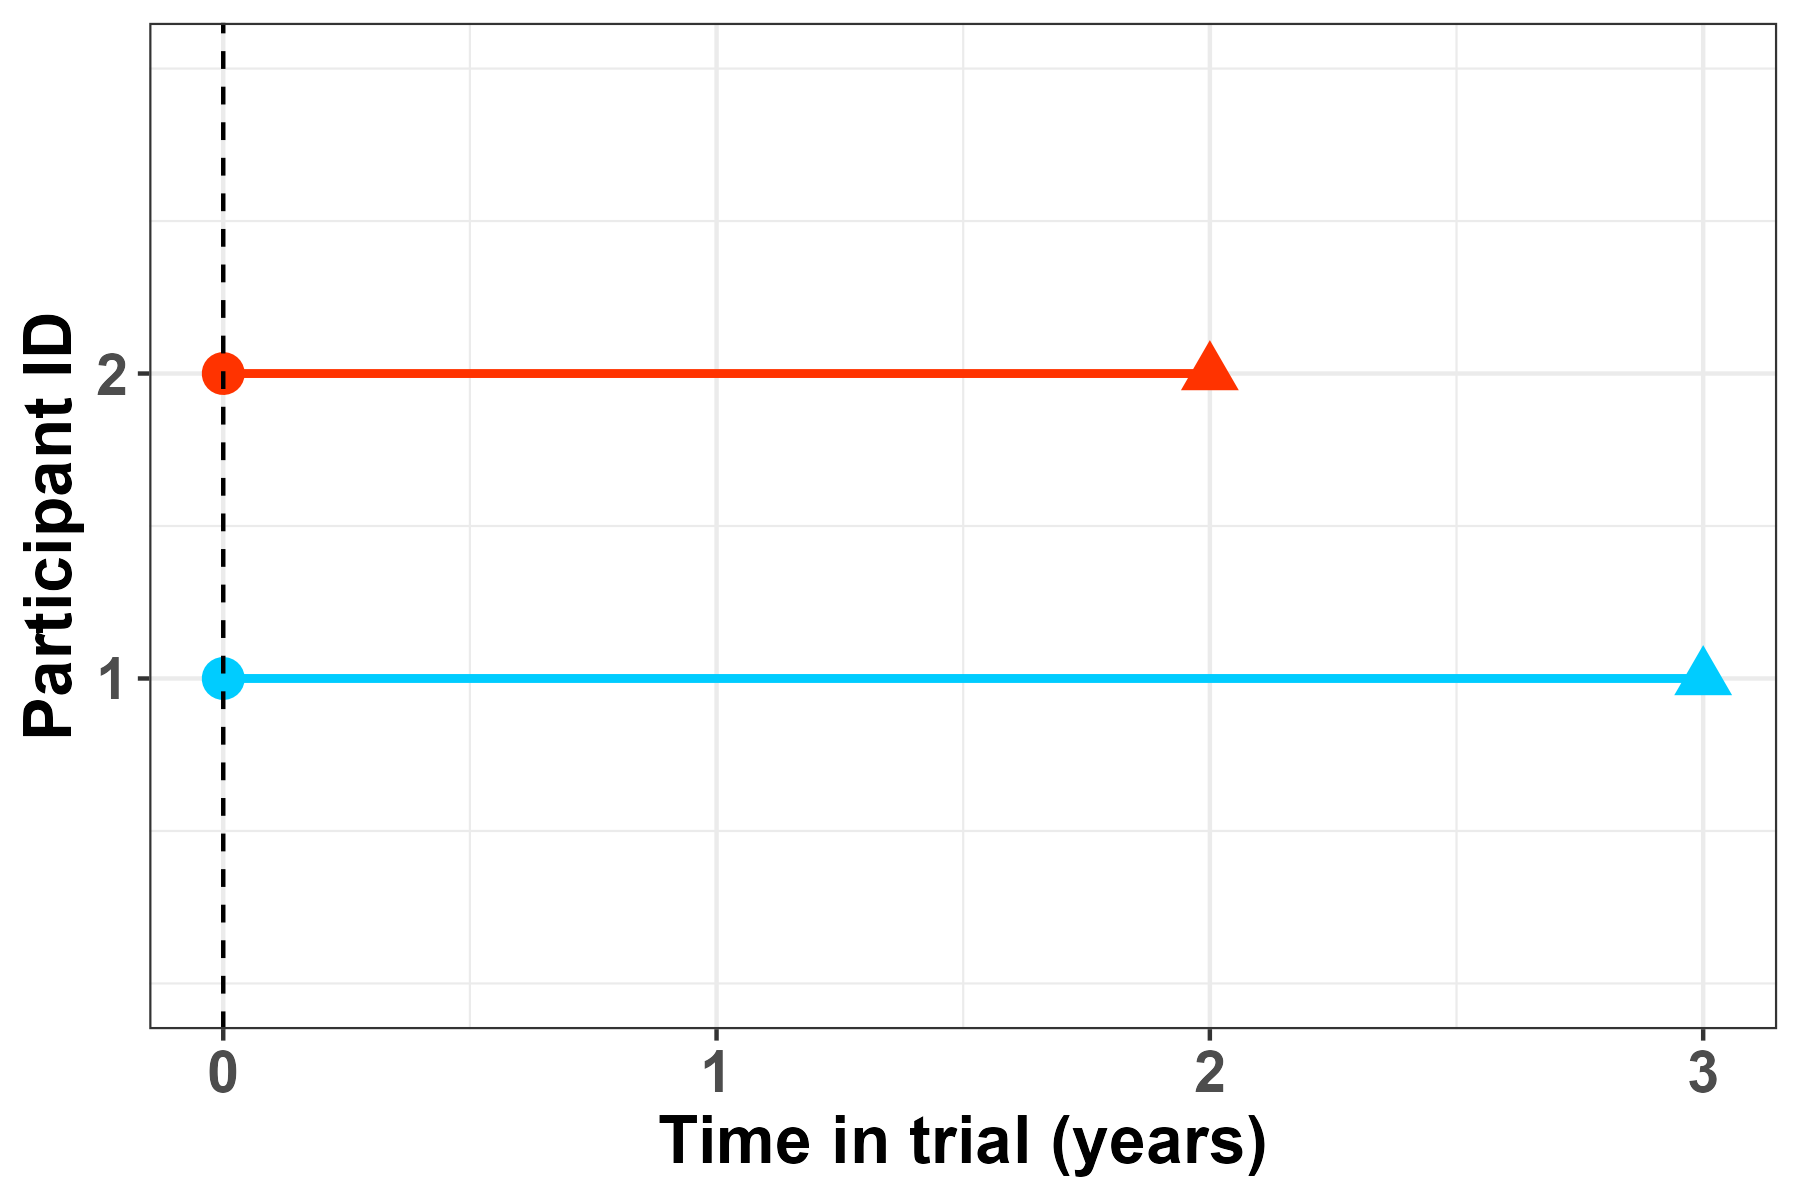 Participant ID
2
1
0 1 2 3
Time in trial (years)